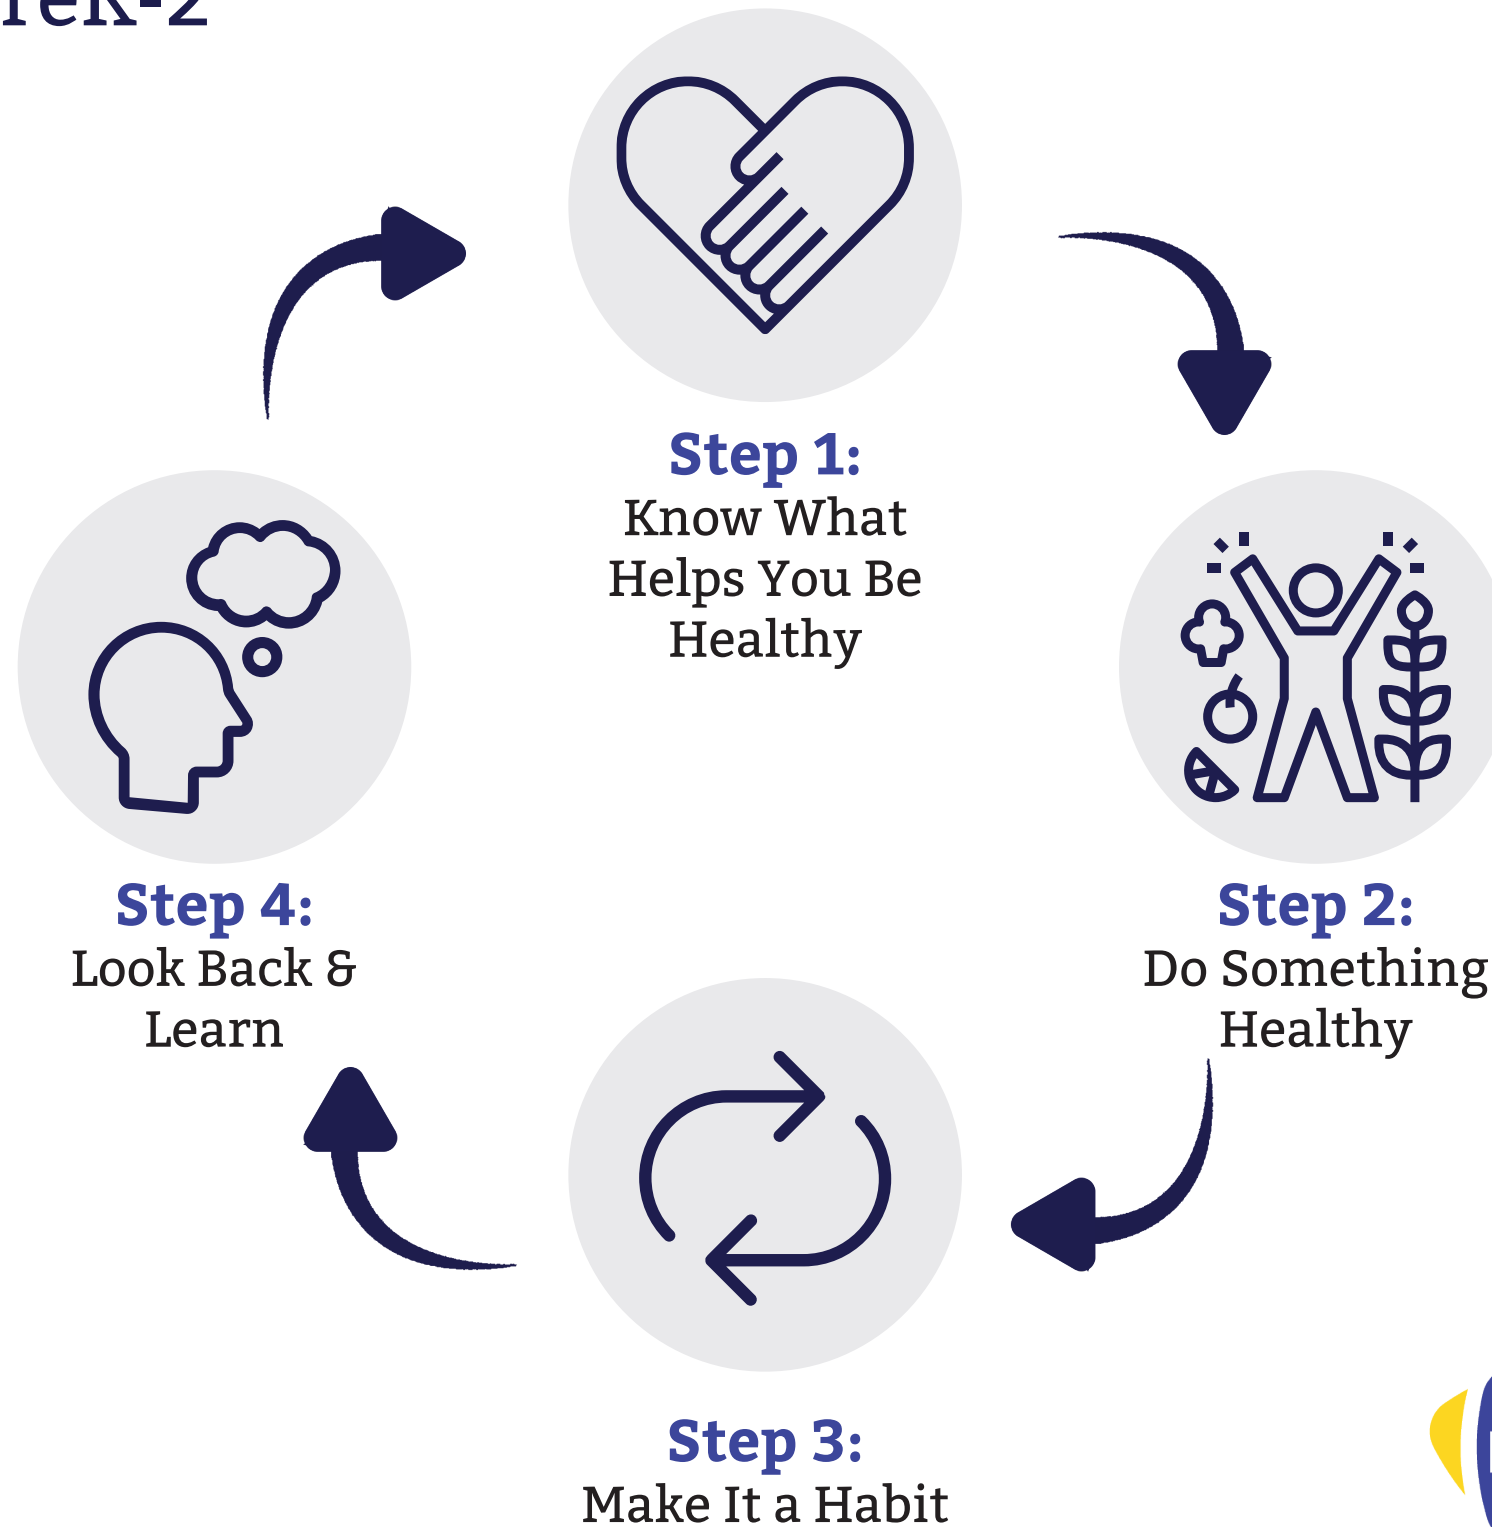 Step 1:
Know What
Helps You Be
Healthy
Step 2:
Do Something
Healthy
Step 3:
Make It a Habit
Step 4:
Look Back &
Learn